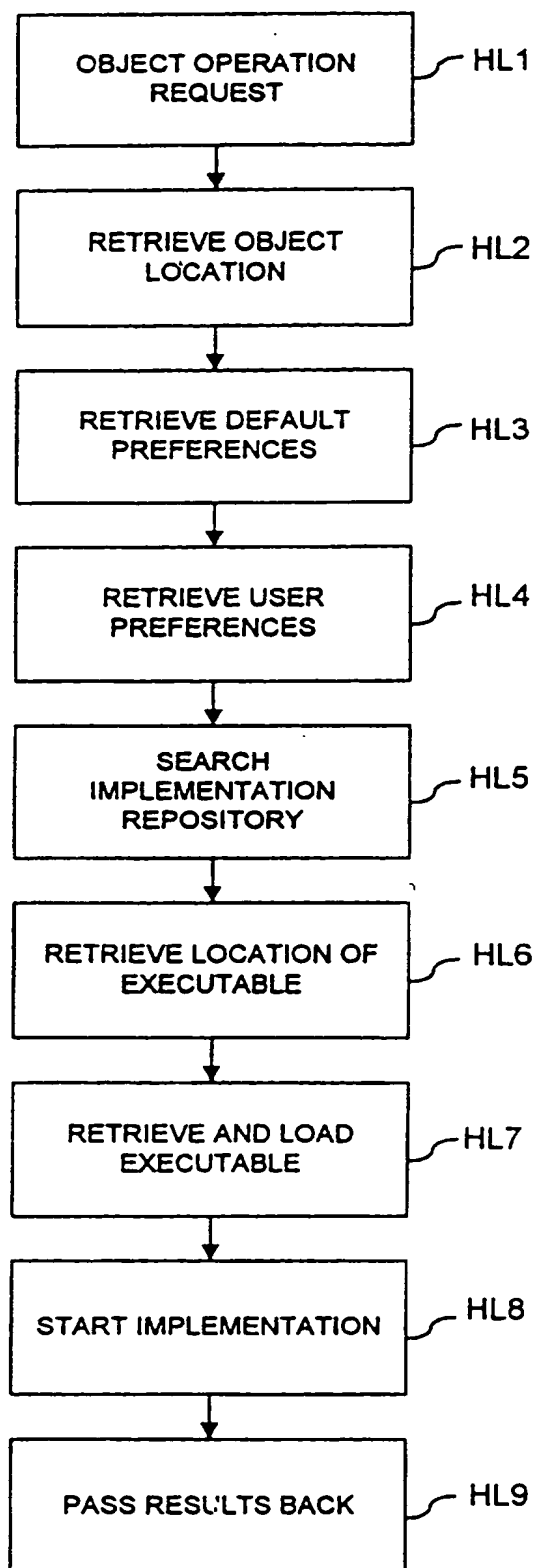 OBJECT OPERATION
REQUEST
HL1
RETRIEVE OBJECT
LOCATION
HL2
RETRIEVE DEFAULT
PREFERENCES
HL3
RETRIEVE USER
PREFERENCES
HL4
SEARCH
IMPLEMENTATION
REPOSITORY
HL5
RETRIEVE LOCATION OF
EXECUTABLE
HL6
RETRIEVE AND LOAD
EXECUTABLE
HL7
START IMPLEMENTATION
HL8
PASS RESULTS BACK
HL9